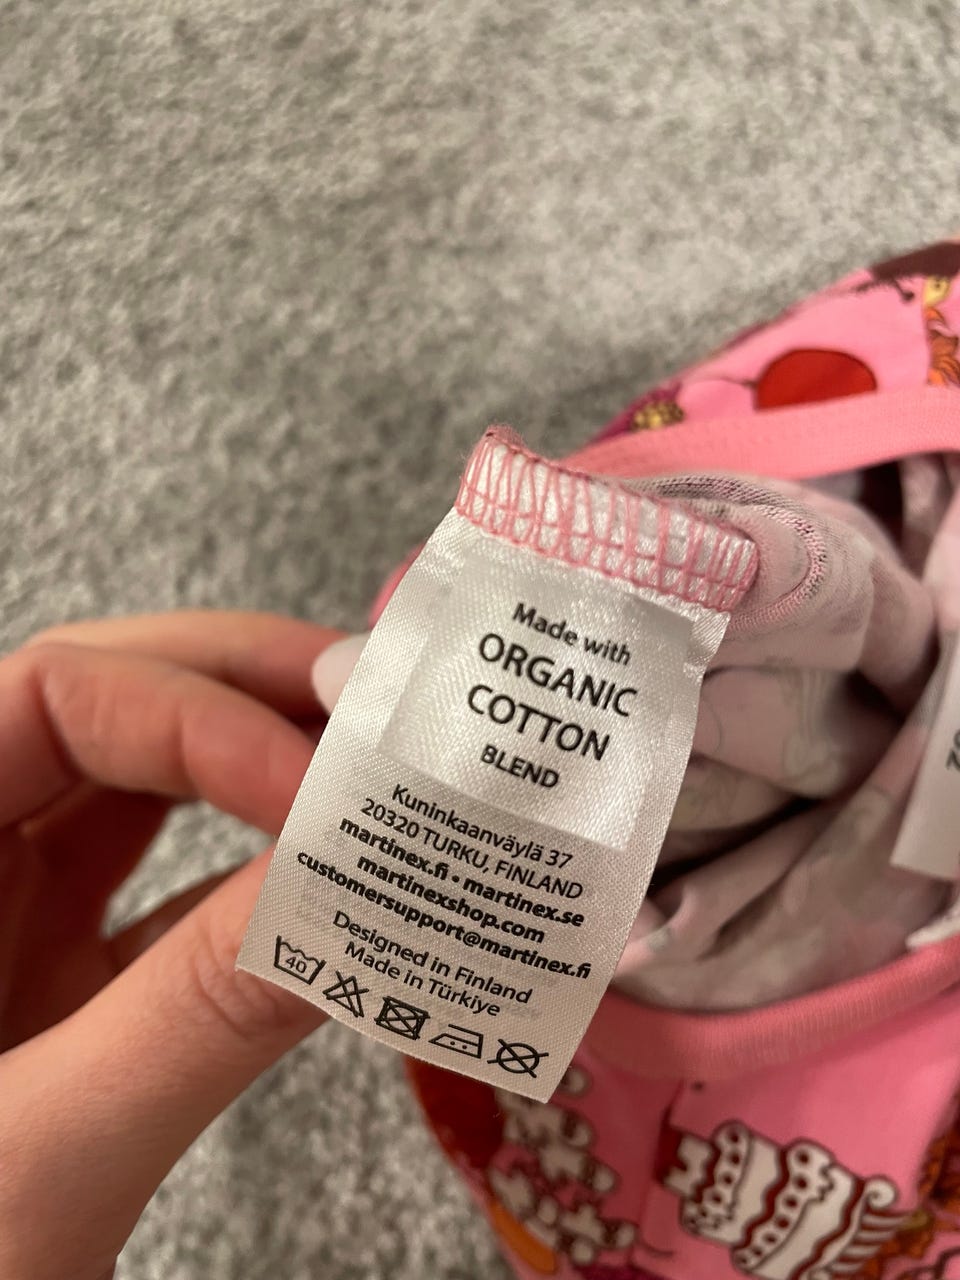 Made with
ORGANIC
COTTON
BLEND
Kuninkaanväylä 37
20320 TURKU, FINLAND
martinex.fi • martinex.se
martinexshop.com
customersupport@martinex.fi
Designed in Finland
Made in Türkiye
40